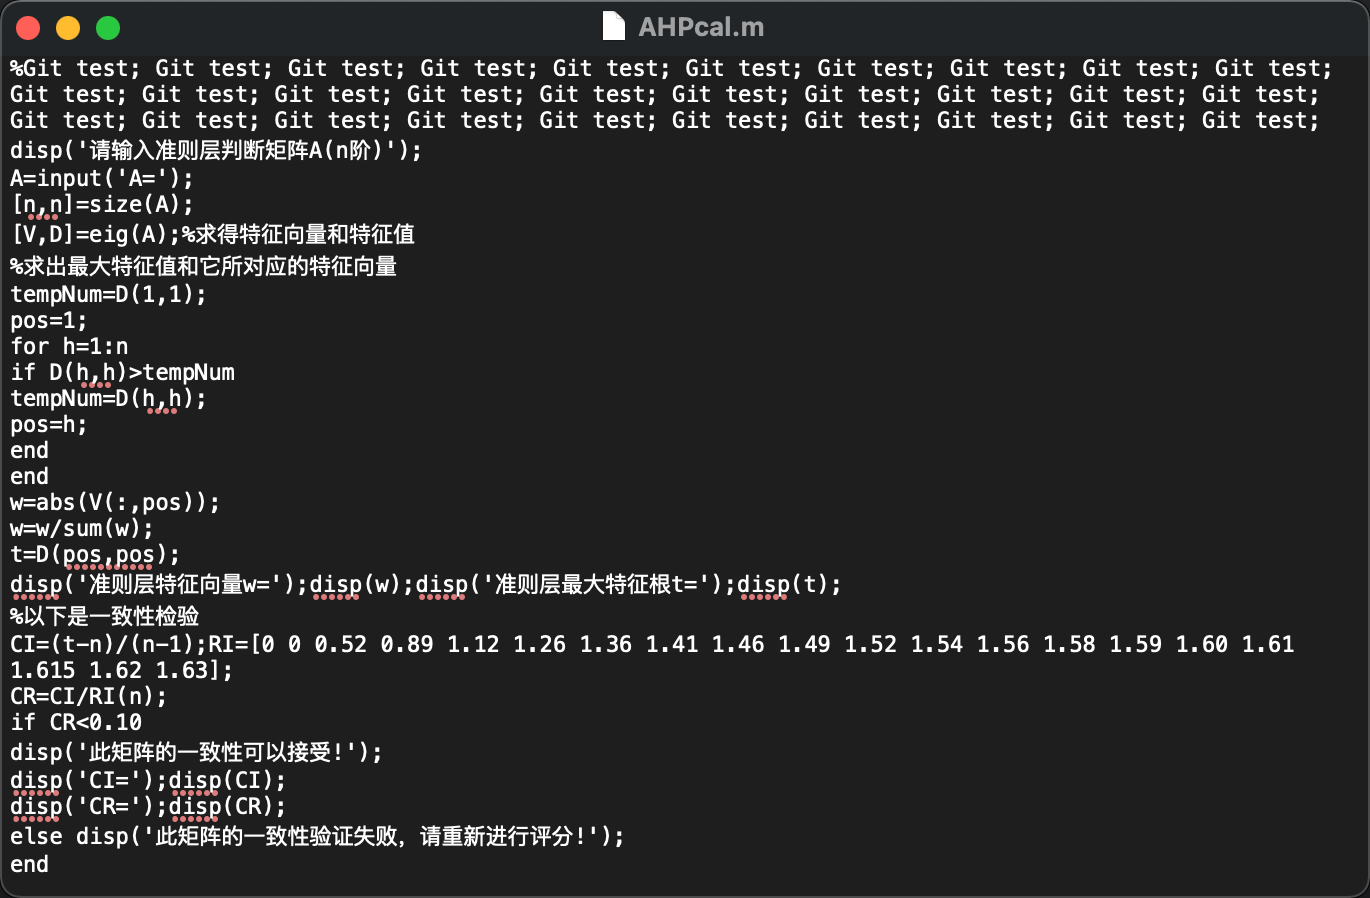 AHPcal.m
%Git test; Git test; Git test; Git test; Git test; Git test; Git test; Git test; Git test; Git test;
Git test; Git test; Git test; Git test; Git test; Git test; Git test; Git test; Git test; Git test;
Git test; Git test; Git test; Git test; Git test; Git test; Git test; Git test; Git test; Git test;
disp('请输入准则层判断矩阵A(n阶)');
A=input('A=');
[n,n]=size(A);
[V,D]=eig(A);%求得特征向量和特征值
%求出最大特征值和它所对应的特征向量
tempNum=D(1,1);
pos=1;
for h=1:n
if D(h,h)>tempNum
tempNum=D(h,h);
pos=h;
end
end
w=abs(V(:,pos));
w=w/sum(w);
t=D(pos,pos);
disp('准则层特征向量w=');disp(w);disp('准则层最大特征根t=');disp(t);
%以下是一致性检验
CI=(t-n)/(n-1);RI=[0 0 0.52 0.89 1.12 1.26 1.36 1.41 1.46 1.49 1.52 1.54 1.56 1.58 1.59 1.60 1.61
1.615 1.62 1.63];
CR=CI/RI(n);
if CR<0.10
disp('此矩阵的一致性可以接受!');
disp('CI=');disp(CI);
disp('CR=');disp(CR);
else disp('此矩阵的一致性验证失败，请重新进行评分!');
end